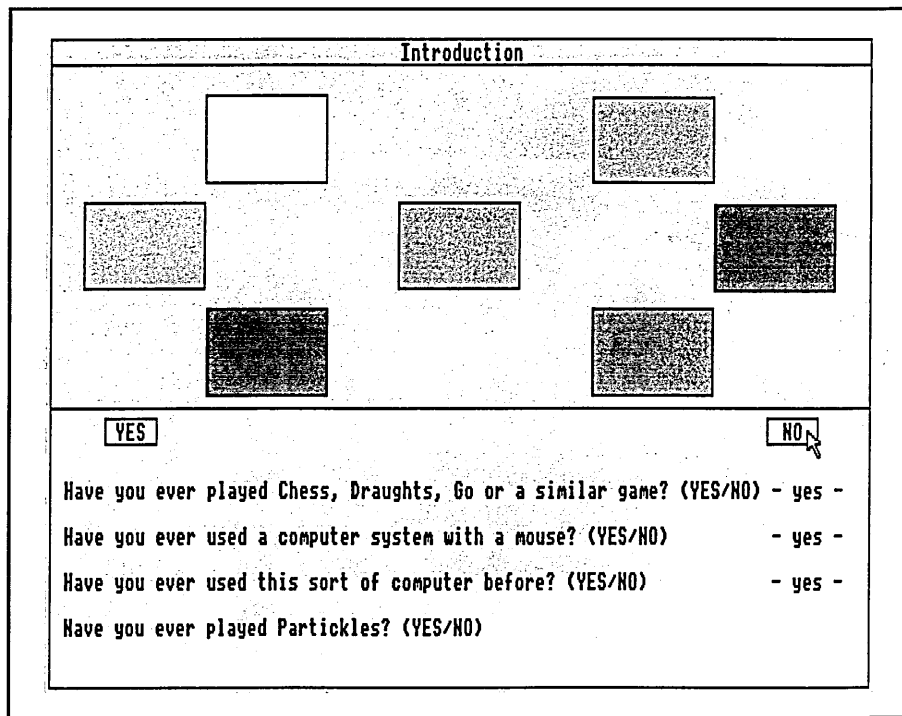 Introduction
YES NO
Have you ever played Chess, Draughts, Go or a similar game? (YES/NO) - yes -
Have you ever used a computer system with a mouse? (YES/NO) - yes -
Have you ever used this sort of computer before? (YES/NO) - yes -
Have you ever played Partickles? (YES/NO)